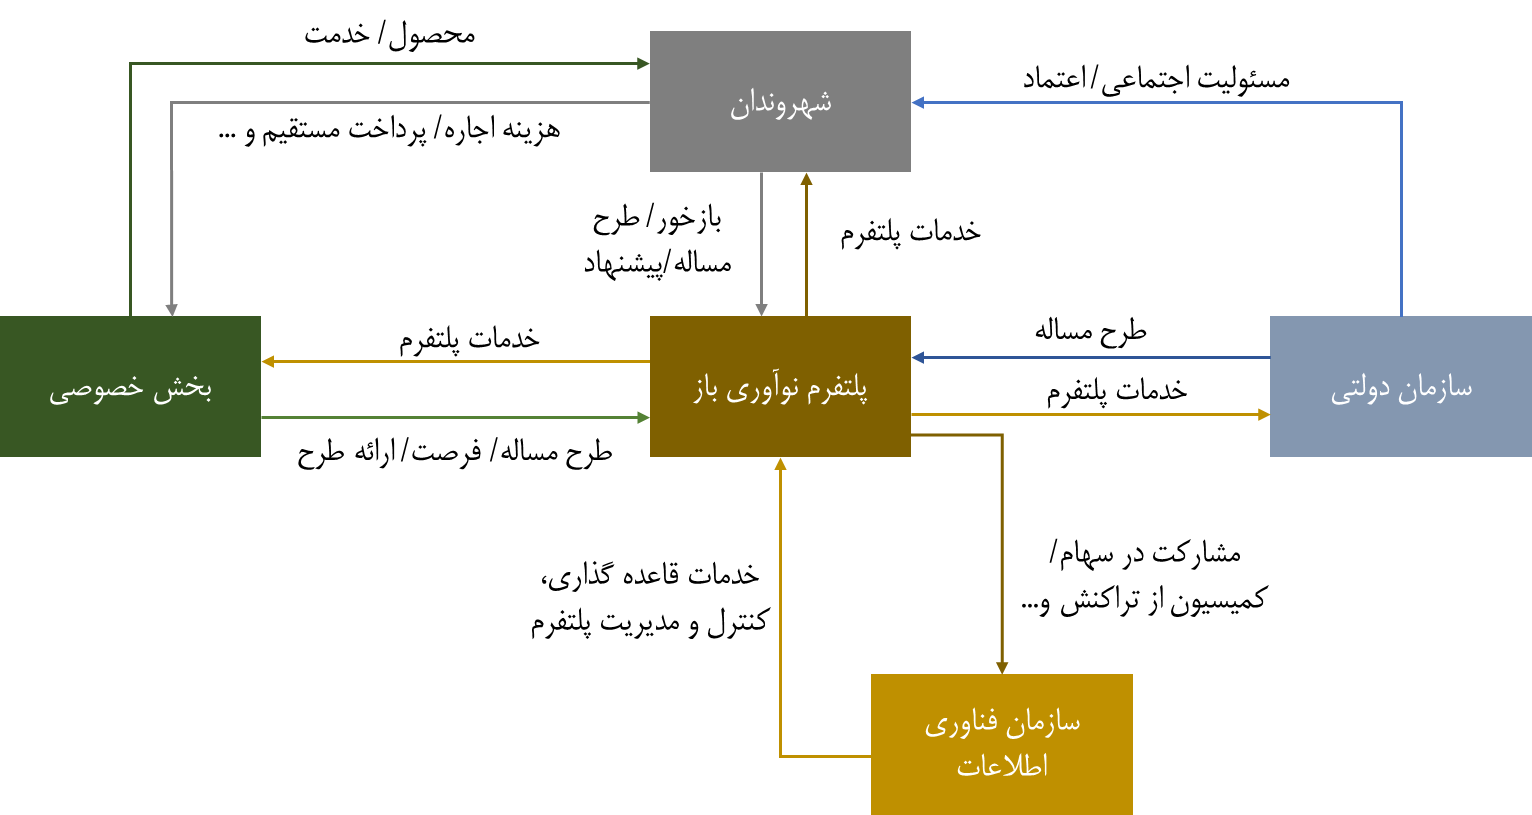 محصول/ خدمت
مسئولیت اجتماعی/ اعتماد
شهروندان
هزینه اجاره/ پرداخت مستقیم و ...
بازخور/ طرح
مساله/پیشنهاد
خدمات پلتفرم
طرح مساله
خدمات پلتفرم
سازمان دولتی
پلتفرم نوآوری باز
خدمات پلتفرم
بخش خصوصی
طرح مساله/ فرصت/ ارائه طرح
مشارکت در سهام/
کمیسیون از تراکنش و...
خدمات قاعده گذاری،
کنترل و مدیریت پلتفرم
سازمان فناوری
اطلاعات